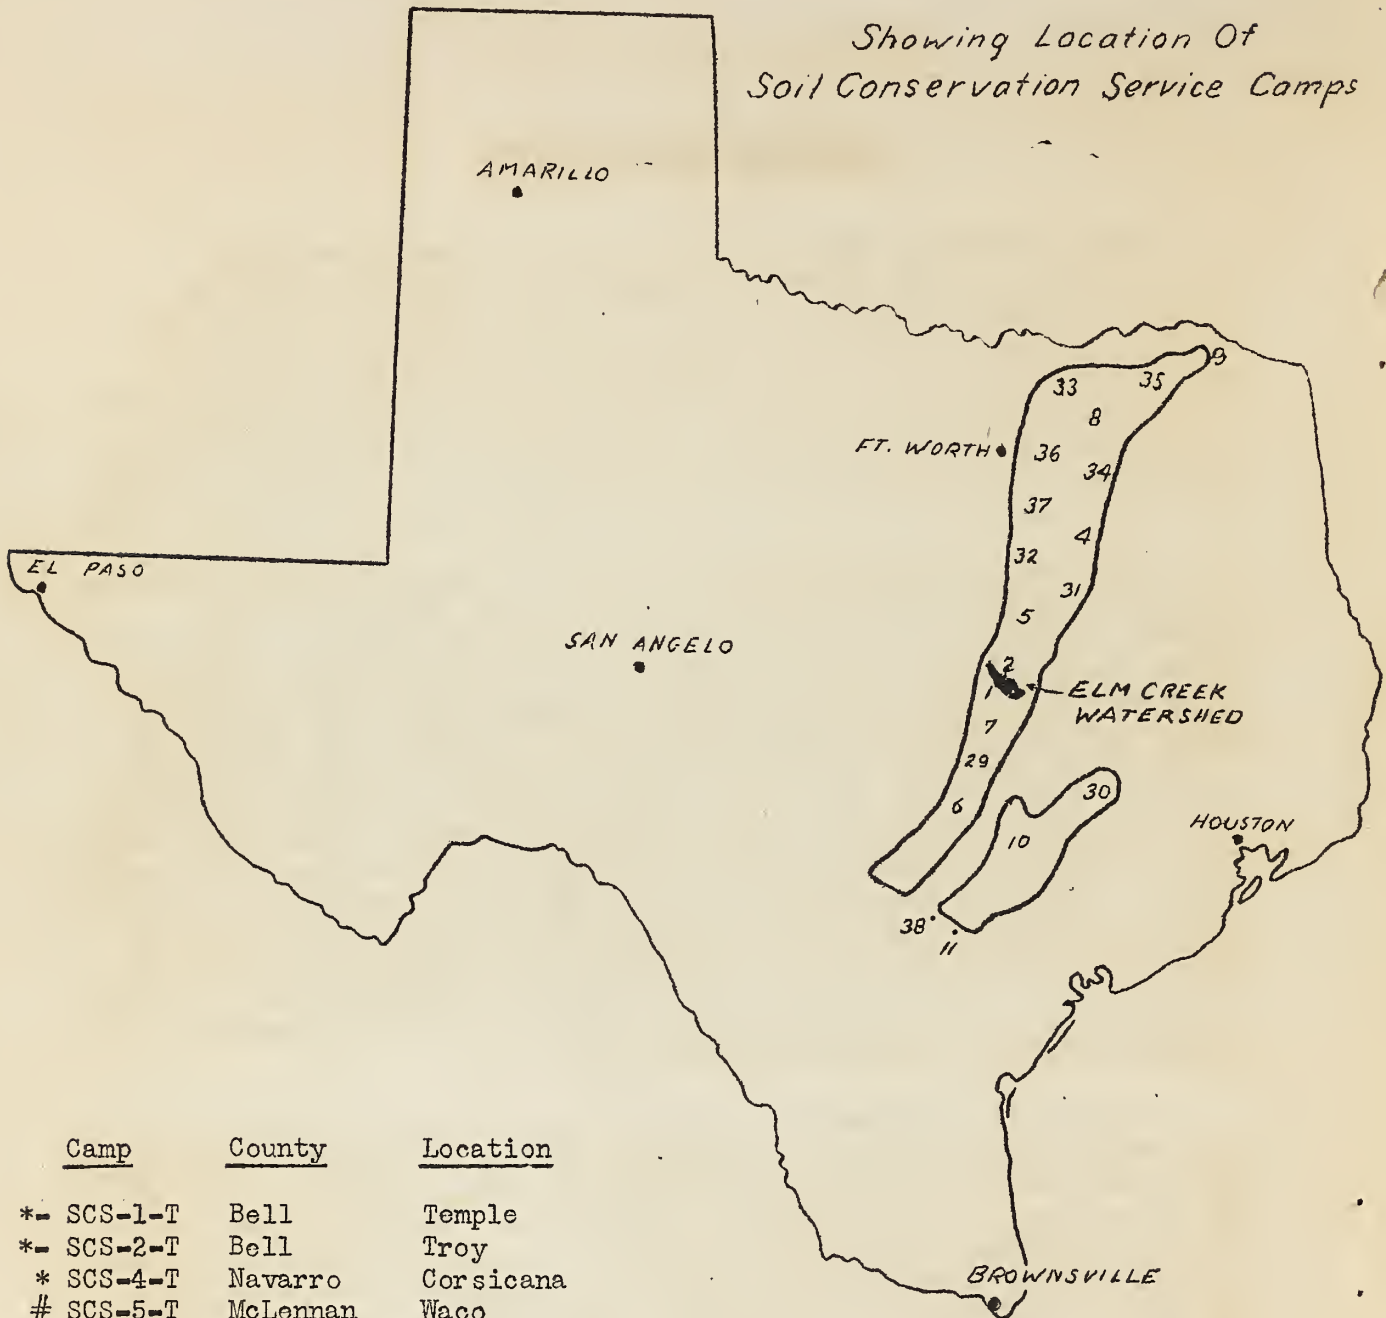 Showing Location Of
Soil Conservation Service Camps
AMARILLO
9
33
35
8
FT. WORTH
36
34
37
4
32
EL PASO
31
5
SAN ANGELO
2
1
ELM CREEK
WATERSHED
7
29
6
30
10
HOUSTON
38
11
Camp County Location
*- SCS-1-T Bell Temple
*- SCS-2-T Bell Troy
* SCS-4-T Navarro Corsicana
BROWNSVILLE
# SCS-5-T McLennan Waco